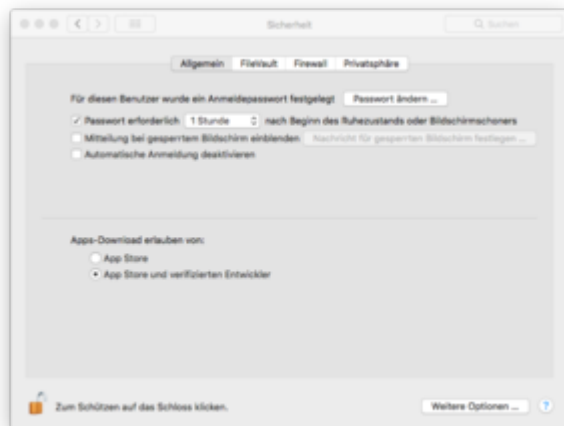 Sicherheit
Suchen
Allgemein FileVault Firewall Privatsphäre
Für diesen Benutzer wurde ein Anmeldepasswort festgelegt Passwort ändern ...
Passwort erforderlich 1 Stunde nach Beginn des Ruhezustands oder Bildschirmschoners
Mitteilung bei gesperrtem Bildschirm einblenden Nachricht für gesperrten Bildschirm festlegen ...
Automatische Anmeldung deaktivieren
Apps-Download erlauben von:
App Store
App Store und verifizierten Entwickler
Zum Schützen auf das Schloss klicken.
Weitere Optionen ... ?